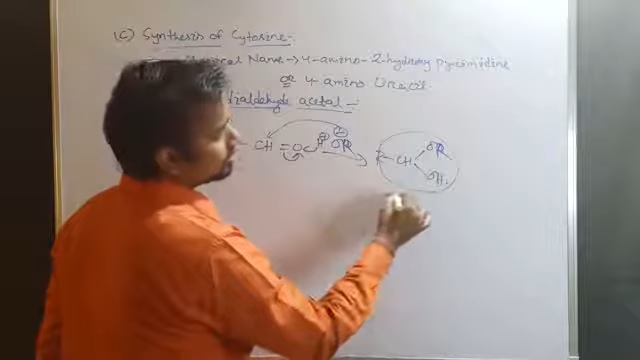 (C) Synthesis of Cytosine:-
Name → 4-amino-2-hydroxy Pyrimidine
OR 4-amino Uracil.
dialdehyde acetal -:-
CH = O H⊕ ⊖OR → R-CH OR
OH